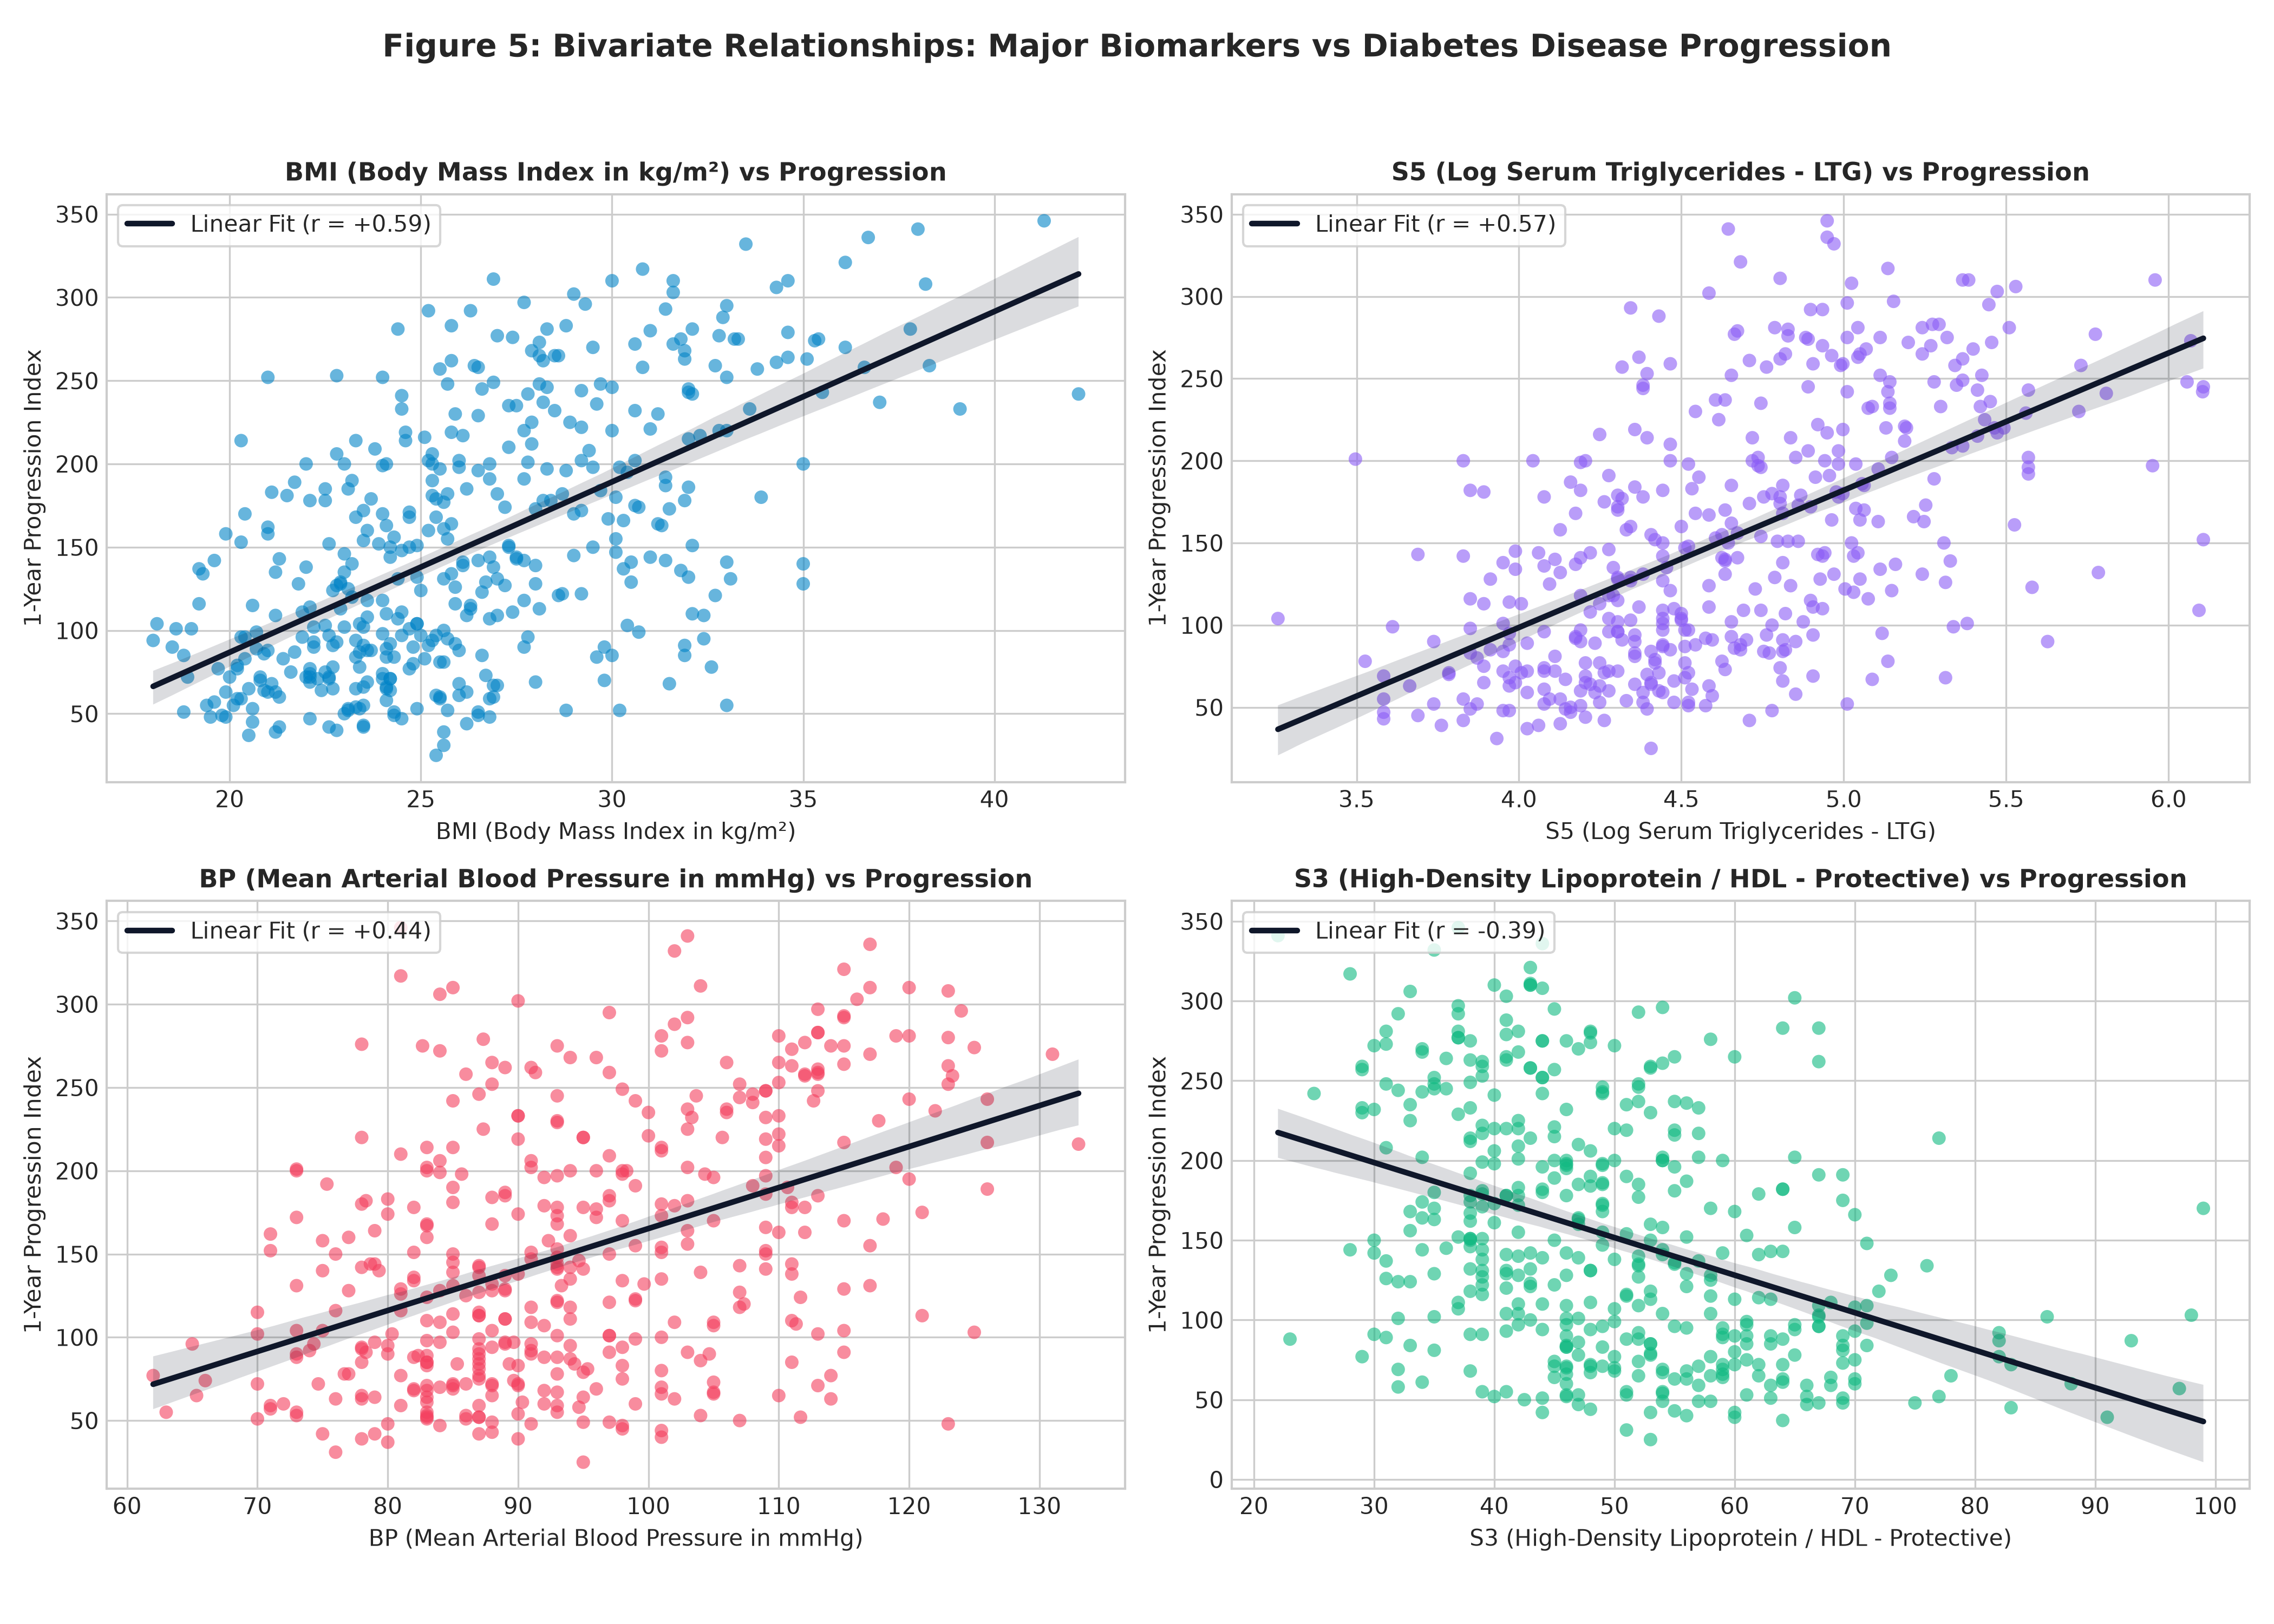 Figure 5: Bivariate Relationships: Major Biomarkers vs Diabetes Disease Progression
BMI (Body Mass Index in kg/m²) vs Progression
Linear Fit (r = +0.59)
1-Year Progression Index
350
300
250
200
150
100
50
20 25 30 35 40
BMI (Body Mass Index in kg/m²)
S5 (Log Serum Triglycerides - LTG) vs Progression
Linear Fit (r = +0.57)
1-Year Progression Index
350
300
250
200
150
100
50
3.5 4.0 4.5 5.0 5.5 6.0
S5 (Log Serum Triglycerides - LTG)
BP (Mean Arterial Blood Pressure in mmHg) vs Progression
Linear Fit (r = +0.44)
1-Year Progression Index
350
300
250
200
150
100
50
60 70 80 90 100 110 120 130
BP (Mean Arterial Blood Pressure in mmHg)
S3 (High-Density Lipoprotein / HDL - Protective) vs Progression
Linear Fit (r = -0.39)
1-Year Progression Index
350
300
250
200
150
100
50
0
20 30 40 50 60 70 80 90 100
S3 (High-Density Lipoprotein / HDL - Protective)